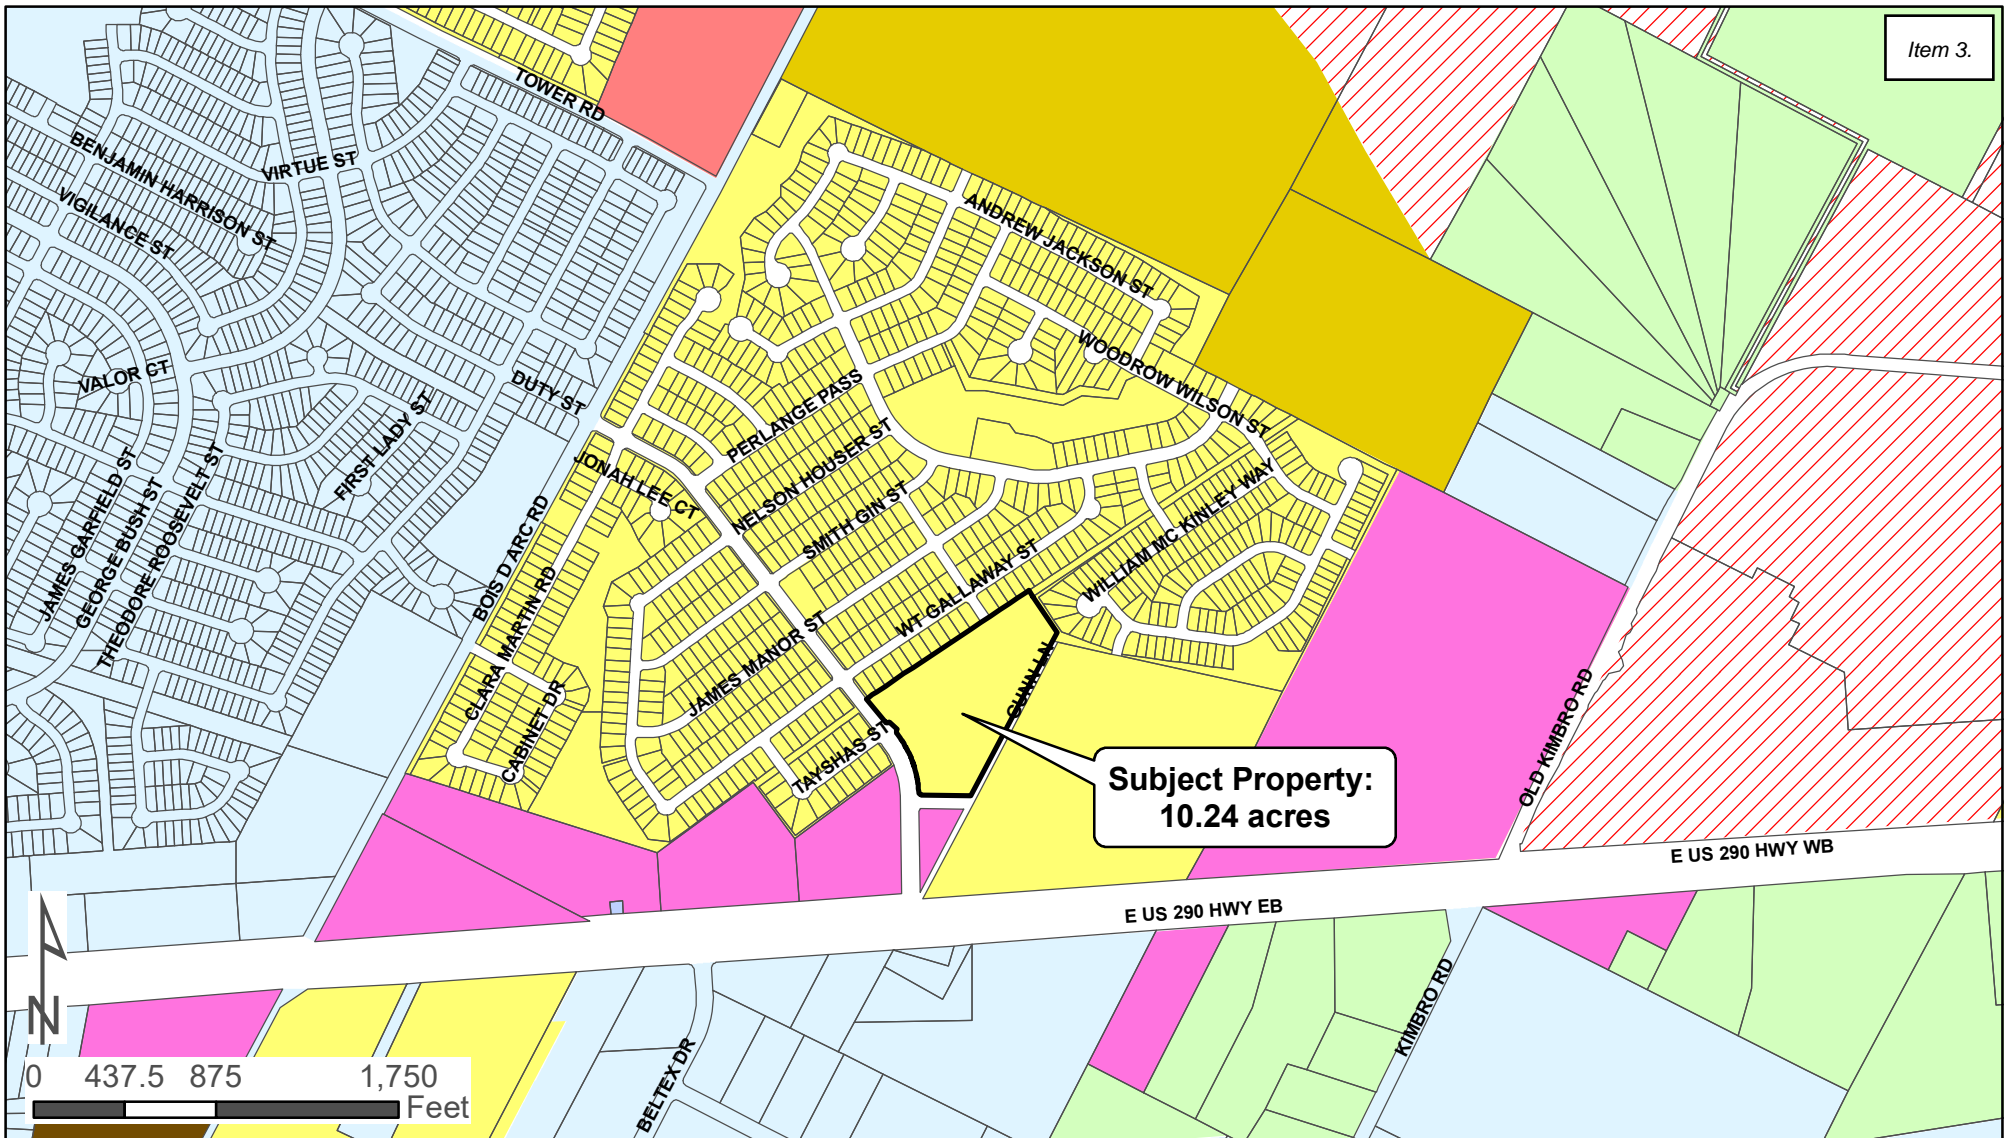 Item 3.
TOWER RD
BENJAMIN HARRISON ST
VIRTUE ST
VIGILANCE ST
ANDREW JACKSON ST
WOODROW WILSON ST
VALOR CT
DUTY ST
FIRST LADY ST
PERLANGE PASS
NELSON HOUSER ST
JONAH LEE CT
SMITH GIN ST
JAMES GARFIELD ST
GEORGE BUSH ST
THEODORE ROOSEVELT ST
BOIS D ARC RD
WILLIAM MC KINLEY WAY
WT GALLAWAY ST
CLARA MARTIN RD
JAMES MANOR ST
CABINET DR
GUNN LN
TAYSHAS ST
Subject Property:
10.24 acres
OLD KIMBRO RD
E US 290 HWY WB
E US 290 HWY EB
KIMBRO RD
BELTEX DR
N
0 437.5 875 1,750
Feet